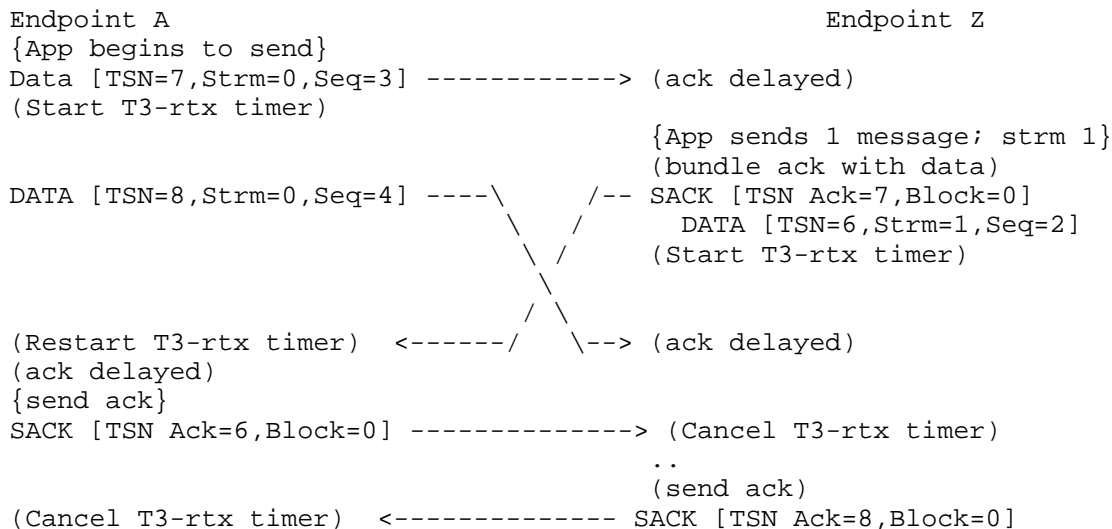 Endpoint A                                         Endpoint Z
{App begins to send}
Data [TSN=7,Strm=0,Seq=3] ------------> (ack delayed)
(Start T3-rtx timer)
                                        {App sends 1 message; strm 1}
                                        (bundle ack with data)
DATA [TSN=8,Strm=0,Seq=4] ----\     /-- SACK [TSN Ack=7,Block=0]
                               \   /      DATA [TSN=6,Strm=1,Seq=2]
                                \ /     (Start T3-rtx timer)
                                 \
                                / \
(Restart T3-rtx timer)  <------/   \--> (ack delayed)
(ack delayed)
{send ack}
SACK [TSN Ack=6,Block=0] --------------> (Cancel T3-rtx timer)
                                        ..
                                        (send ack)
(Cancel T3-rtx timer)  <-------------- SACK [TSN Ack=8,Block=0]